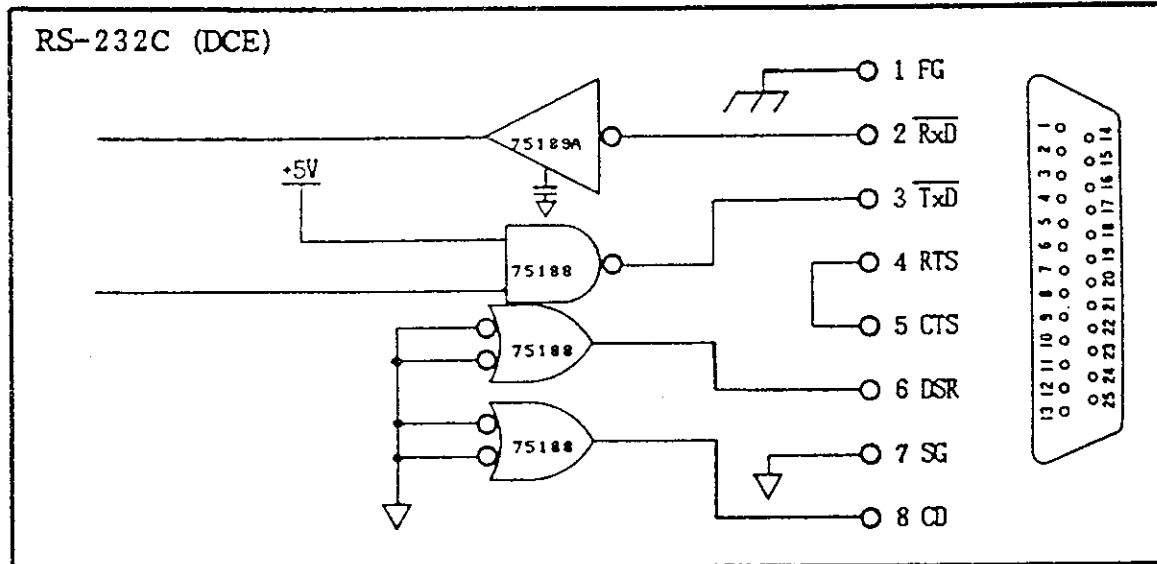 RS-232C (DCE)
1 FG
75189A
2 RxD
+5V
3 TxD
75188
4 RTS
5 CTS
75188
6 DSR
75188
7 SG
8 CD
1 2 3 4 5 6 7 8 9 10 11 12 13
14 15 16 17 18 19 20 21 22 23 24 25